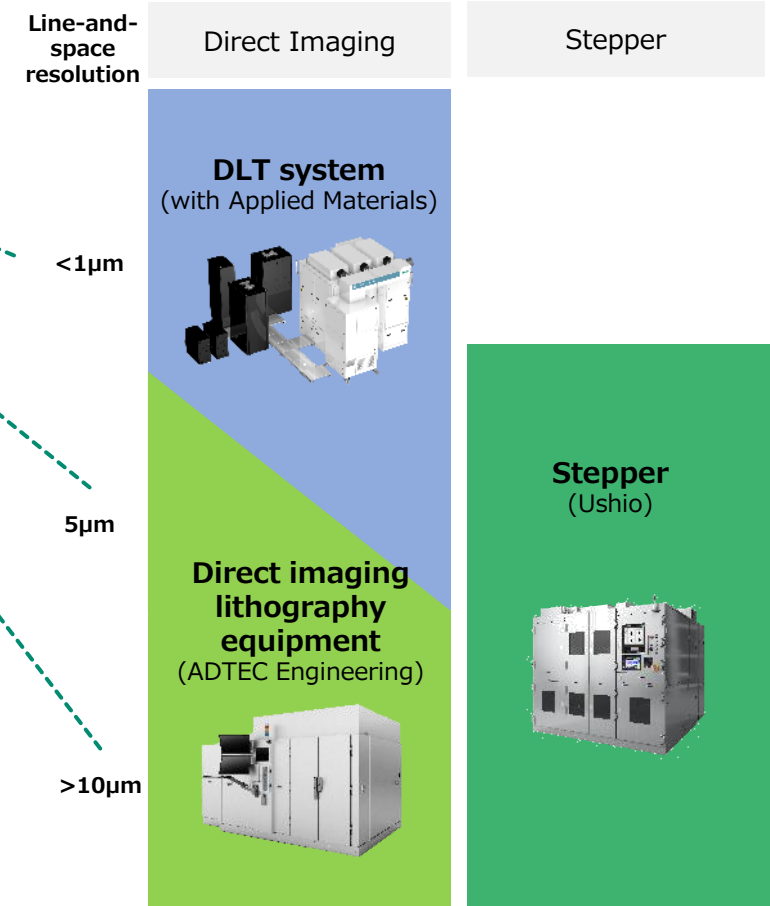 Line-and-
space
resolution
Direct Imaging
Stepper
DLT system
(with Applied Materials)
<1µm
Stepper
(Ushio)
5µm
Direct imaging
lithography
equipment
(ADTEC Engineering)
>10µm